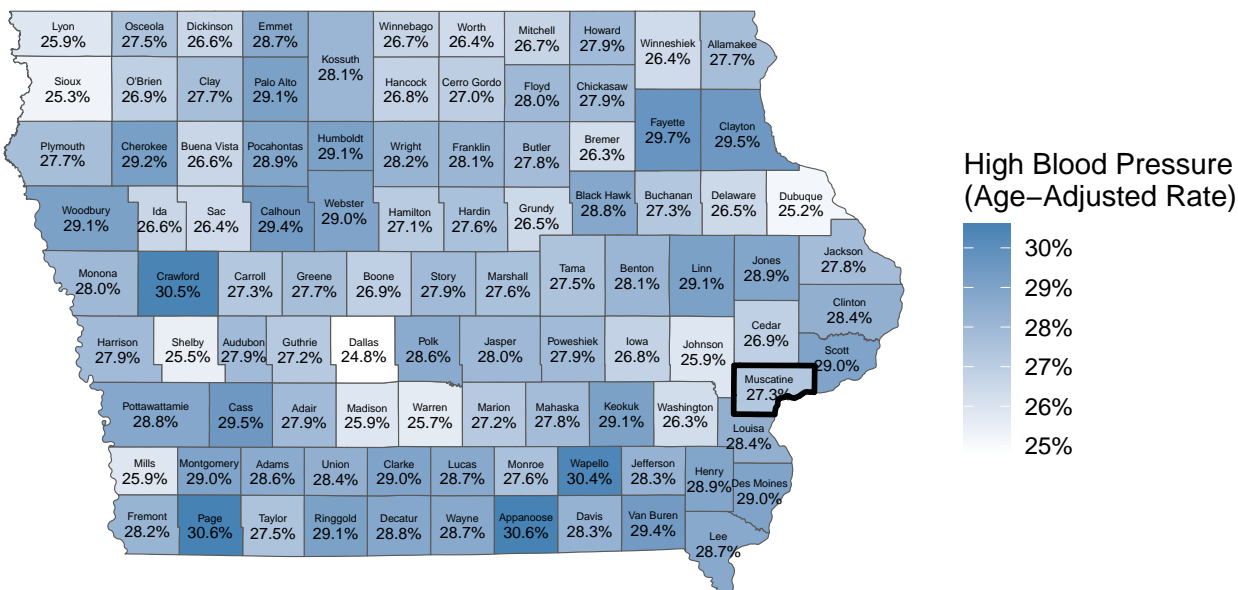 Lyon
25.9%
Osceola
27.5%
Dickinson
26.6%
Emmet
28.7%
Kossuth
28.1%
Winnebago
26.7%
Worth
26.4%
Mitchell
26.7%
Howard
27.9%
Winneshiek
26.4%
Allamakee
27.7%
Sioux
25.3%
O'Brien
26.9%
Clay
27.7%
Palo Alto
29.1%
Hancock
26.8%
Cerro Gordo
27.0%
Floyd
28.0%
Chickasaw
27.9%
Fayette
29.7%
Clayton
29.5%
Plymouth
27.7%
Cherokee
29.2%
Buena Vista
26.6%
Pocahontas
28.9%
Humboldt
29.1%
Wright
28.2%
Franklin
28.1%
Butler
27.8%
Bremer
26.3%
Woodbury
29.1%
Ida
26.6%
Sac
26.4%
Calhoun
29.4%
Webster
29.0%
Hamilton
27.1%
Hardin
27.6%
Grundy
26.5%
Black Hawk
28.8%
Buchanan
27.3%
Delaware
26.5%
Dubuque
25.2%
Monona
28.0%
Crawford
30.5%
Carroll
27.3%
Greene
27.7%
Boone
26.9%
Story
27.9%
Marshall
27.6%
Tama
27.5%
Benton
28.1%
Linn
29.1%
Jones
28.9%
Jackson
27.8%
Clinton
28.4%
Harrison
27.9%
Shelby
25.5%
Audubon
27.9%
Guthrie
27.2%
Dallas
24.8%
Polk
28.6%
Jasper
28.0%
Poweshiek
27.9%
Iowa
26.8%
Johnson
25.9%
Cedar
26.9%
Scott
29.0%
Muscatine
27.3%
Pottawattamie
28.8%
Cass
29.5%
Adair
27.9%
Madison
25.9%
Warren
25.7%
Marion
27.2%
Mahaska
27.8%
Keokuk
29.1%
Washington
26.3%
Louisa
28.4%
Mills
25.9%
Montgomery
29.0%
Adams
28.6%
Union
28.4%
Clarke
29.0%
Lucas
28.7%
Monroe
27.6%
Wapello
30.4%
Jefferson
28.3%
Henry
28.9%
Des Moines
29.0%
Fremont
28.2%
Page
30.6%
Taylor
27.5%
Ringgold
29.1%
Decatur
28.8%
Wayne
28.7%
Appanoose
30.6%
Davis
28.3%
Van Buren
29.4%
Lee
28.7%
High Blood Pressure
(Age−Adjusted Rate)
30%
29%
28%
27%
26%
25%